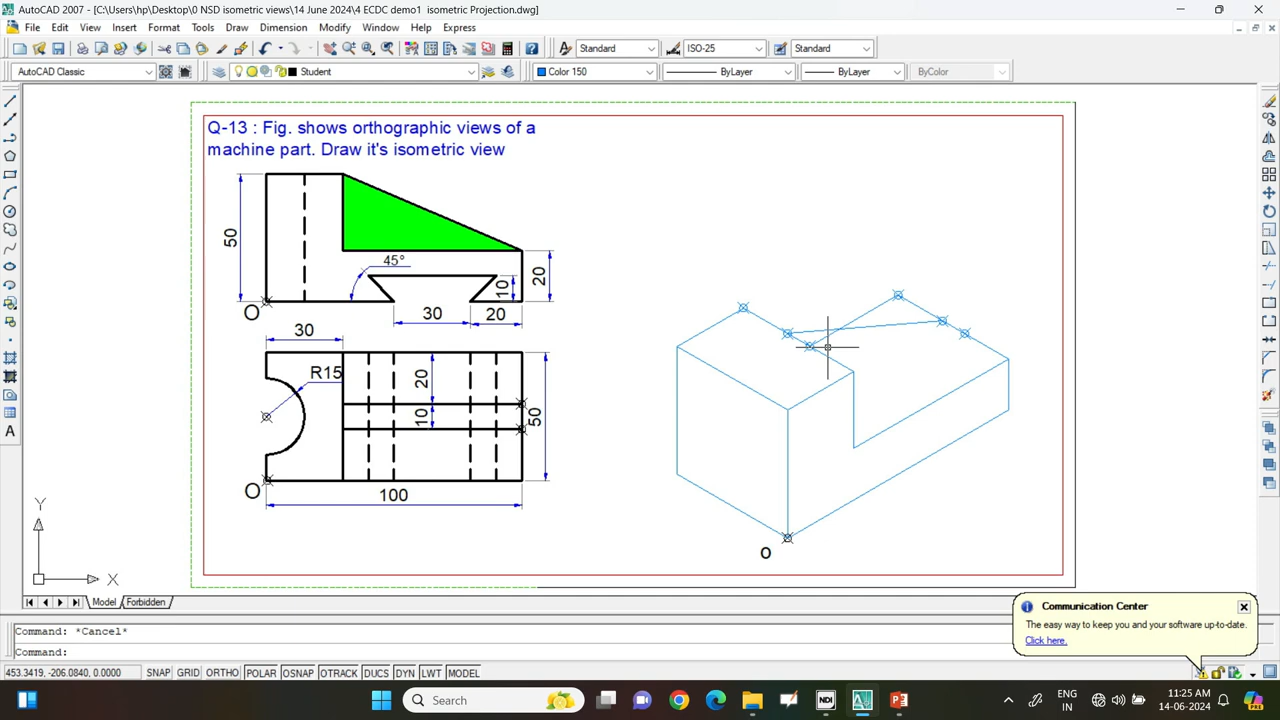 AutoCAD 2007 - [C:\Users\hp\Desktop\0 NSD isometric views\14 June 2024\4 ECDC demo1 isometric Projection.dwg]
File Edit View Insert Format Tools Draw Dimension Modify Window Help Express
Standard ISO-25 Standard
AutoCAD Classic Student Color 150 ByLayer ByLayer ByColor
Q-13 : Fig. shows orthographic views of a
machine part. Draw it's isometric view
50
45°
10
20
O
30
20
30
R15
20
10
50
O
100
O
Y
X
A
Model Forbidden
Communication Center
The easy way to keep you and your software up-to-date.
Click here.
Command: *Cancel*
Command:
453.3419, -206.0840, 0.0000 SNAP GRID ORTHO POLAR OSNAP OTRACK DUCS DYN LWT MODEL
Search
ENG
IN
11:25 AM
14-06-2024